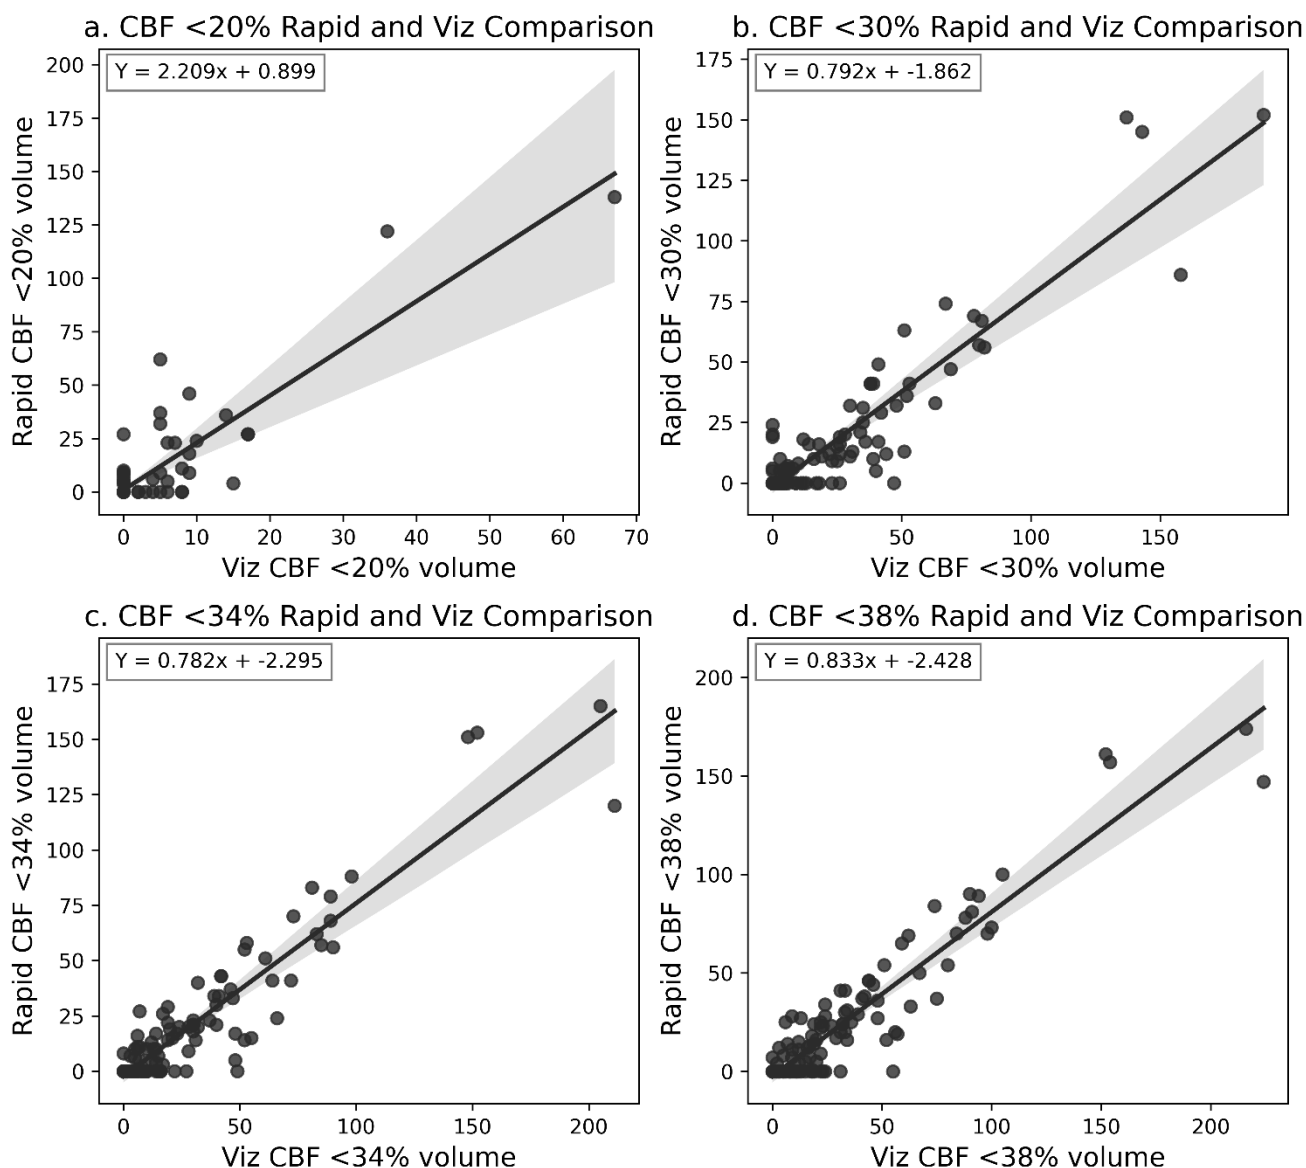 a. CBF <20% Rapid and Viz Comparison
Y = 2.209x + 0.899
Rapid CBF <20% volume
200
175
150
125
100
75
50
25
0
0 10 20 30 40 50 60 70
Viz CBF <20% volume
b. CBF <30% Rapid and Viz Comparison
Y = 0.792x + -1.862
Rapid CBF <30% volume
175
150
125
100
75
50
25
0
0 50 100 150
Viz CBF <30% volume
c. CBF <34% Rapid and Viz Comparison
Y = 0.782x + -2.295
Rapid CBF <34% volume
175
150
125
100
75
50
25
0
0 50 100 150 200
Viz CBF <34% volume
d. CBF <38% Rapid and Viz Comparison
Y = 0.833x + -2.428
Rapid CBF <38% volume
200
150
100
50
0
0 50 100 150 200
Viz CBF <38% volume